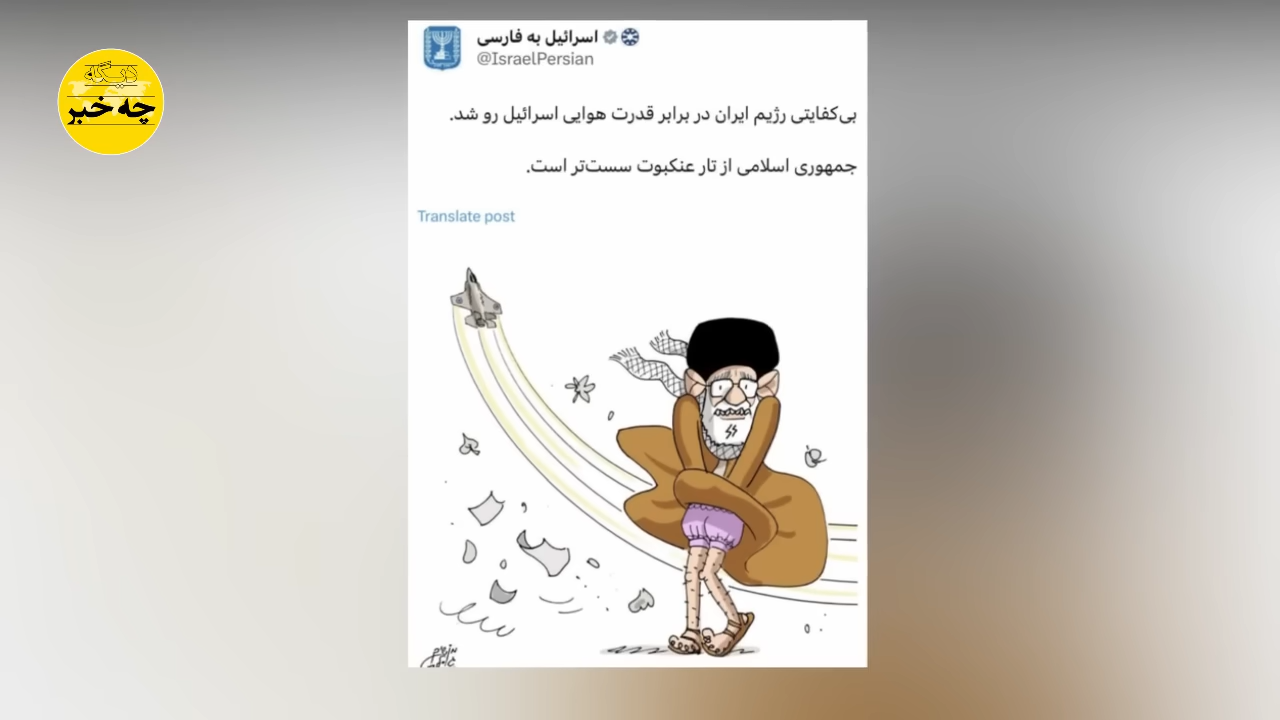 دیگه
چه خبر
اسرائیل به فارسی
@IsraelPersian
بی‌کفایتی رژیم ایران در برابر قدرت هوایی اسرائیل رو شد.
جمهوری اسلامی از تار عنکبوت سست‌تر است.
Translate post